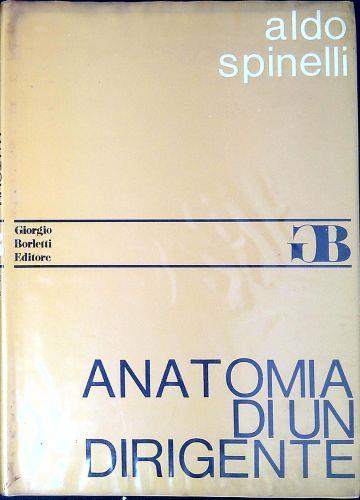 aldo
spinelli
Giorgio
Borletti
Editore
GB
ANATOMIA
DI UN
DIRIGENTE